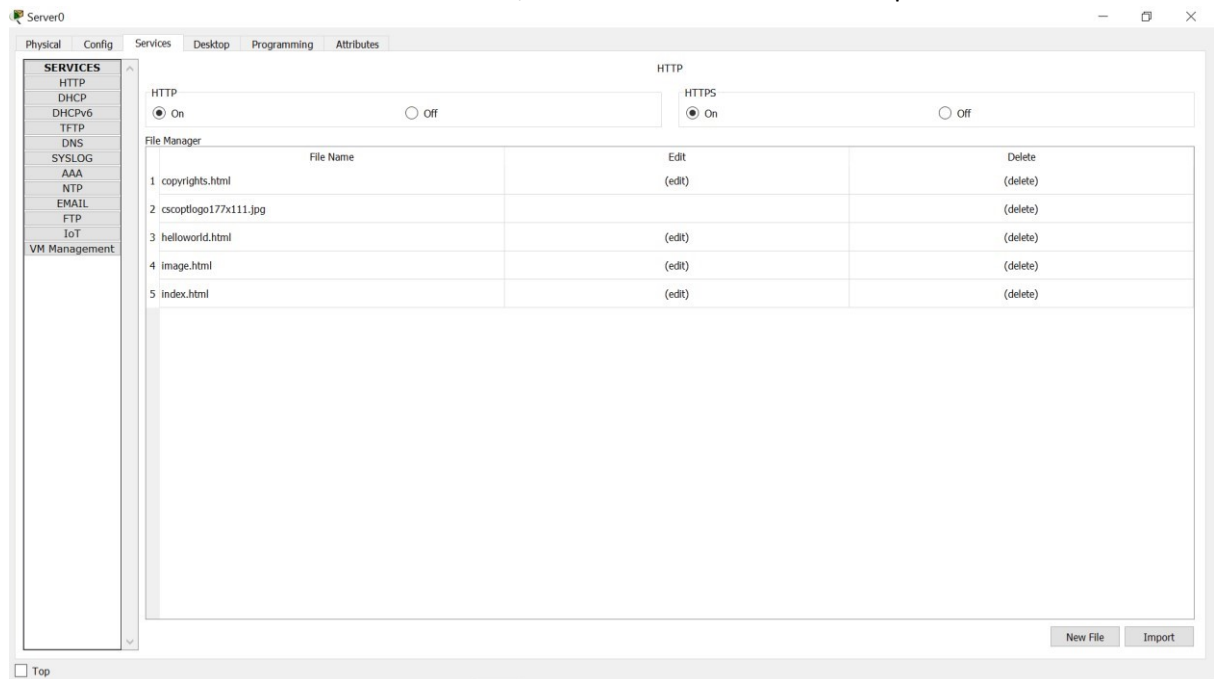 Server0
Physical Config Services Desktop Programming Attributes
SERVICES
HTTP
DHCP
DHCPv6
TFTP
DNS
SYSLOG
AAA
NTP
EMAIL
FTP
IoT
VM Management
HTTP
HTTP
On Off
HTTPS
On Off
File Manager
File Name Edit Delete
1 copyrights.html (edit) (delete)
2 cscoptlogo177x111.jpg (delete)
3 helloworld.html (edit) (delete)
4 image.html (edit) (delete)
5 index.html (edit) (delete)
New File Import
Top